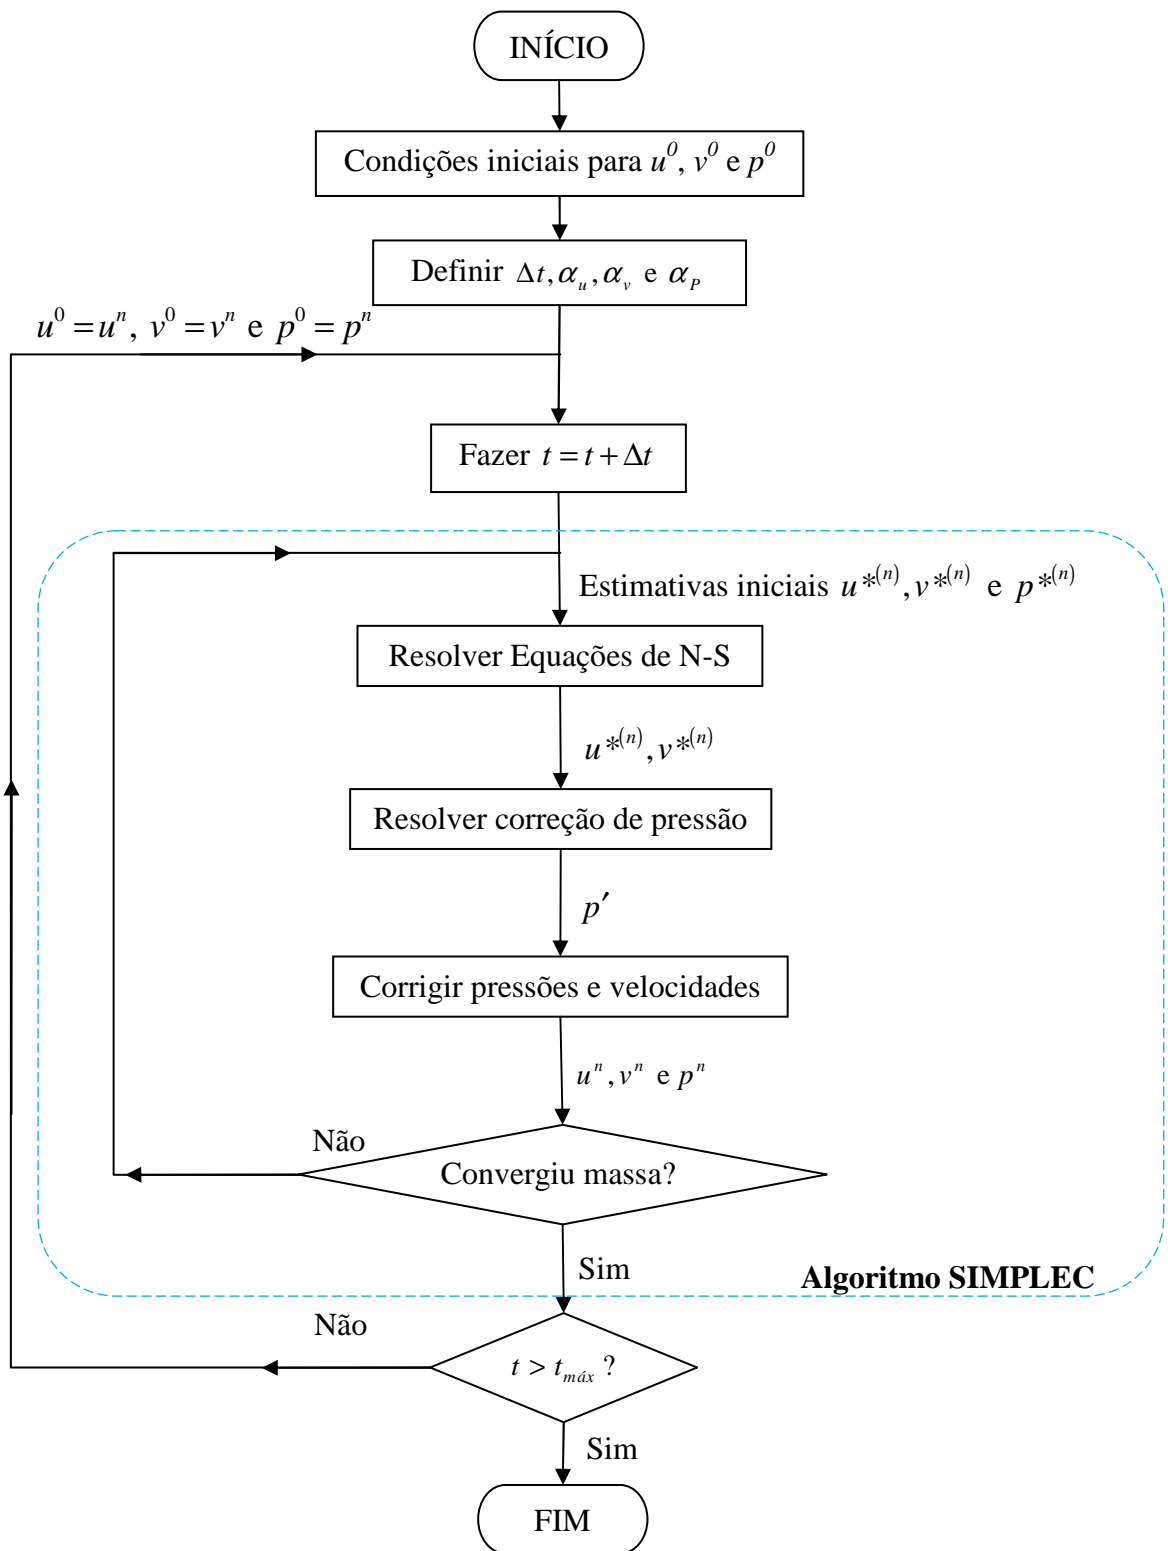 INÍCIO
Condições iniciais para u⁰, v⁰ e p⁰
Definir Δt, αᵤ, αᵥ e α_P
u⁰ = uⁿ, v⁰ = vⁿ e p⁰ = pⁿ
Fazer t = t + Δt
Estimativas iniciais u*⁽ⁿ⁾, v*⁽ⁿ⁾ e p*⁽ⁿ⁾
Resolver Equações de N-S
u*⁽ⁿ⁾, v*⁽ⁿ⁾
Resolver correção de pressão
p′
Corrigir pressões e velocidades
uⁿ, vⁿ e pⁿ
Não
Convergiu massa?
Sim
Algoritmo SIMPLEC
Não
t > t_máx ?
Sim
FIM